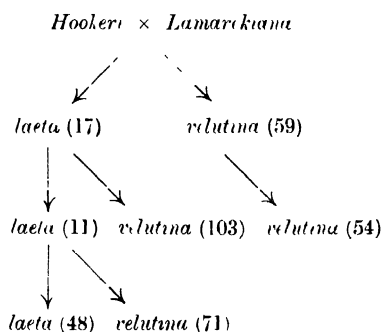 Hookeri × Lamarckiana
laeta (17) velutina (59)
laeta (11) velutina (103) velutina (54)
laeta (48) velutina (71)